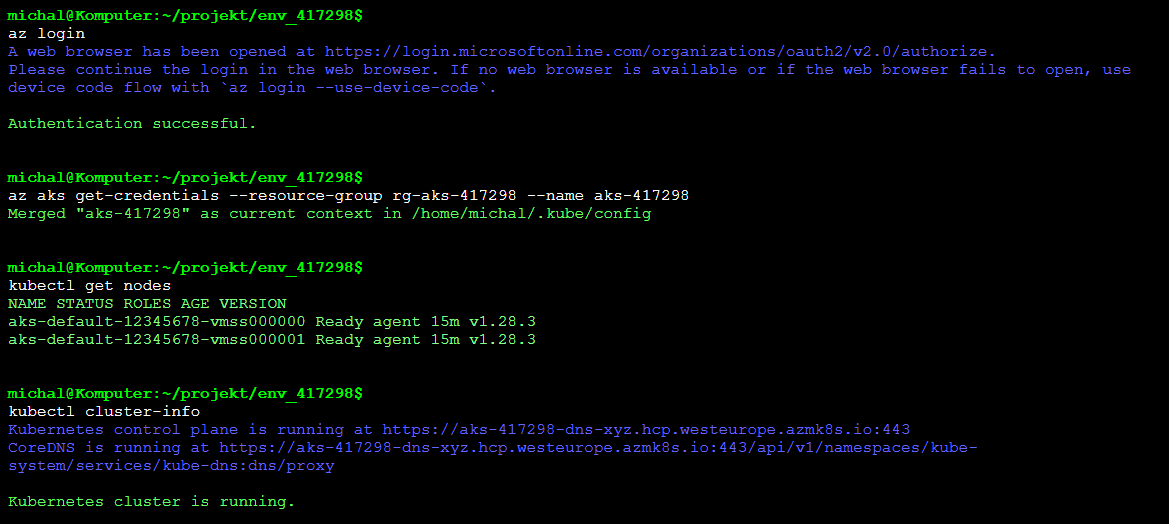 michal@Komputer:~/projekt/env_417298$
az login
A web browser has been opened at https://login.microsoftonline.com/organizations/oauth2/v2.0/authorize.
Please continue the login in the web browser. If no web browser is available or if the web browser fails to open, use
device code flow with `az login --use-device-code`.
Authentication successful.
michal@Komputer:~/projekt/env_417298$
az aks get-credentials --resource-group rg-aks-417298 --name aks-417298
Merged "aks-417298" as current context in /home/michal/.kube/config
michal@Komputer:~/projekt/env_417298$
kubectl get nodes
NAME STATUS ROLES AGE VERSION
aks-default-12345678-vmss000000 Ready agent 15m v1.28.3
aks-default-12345678-vmss000001 Ready agent 15m v1.28.3
michal@Komputer:~/projekt/env_417298$
kubectl cluster-info
Kubernetes control plane is running at https://aks-417298-dns-xyz.hcp.westeurope.azmk8s.io:443
CoreDNS is running at https://aks-417298-dns-xyz.hcp.westeurope.azmk8s.io:443/api/v1/namespaces/kube-
system/services/kube-dns:dns/proxy
Kubernetes cluster is running.